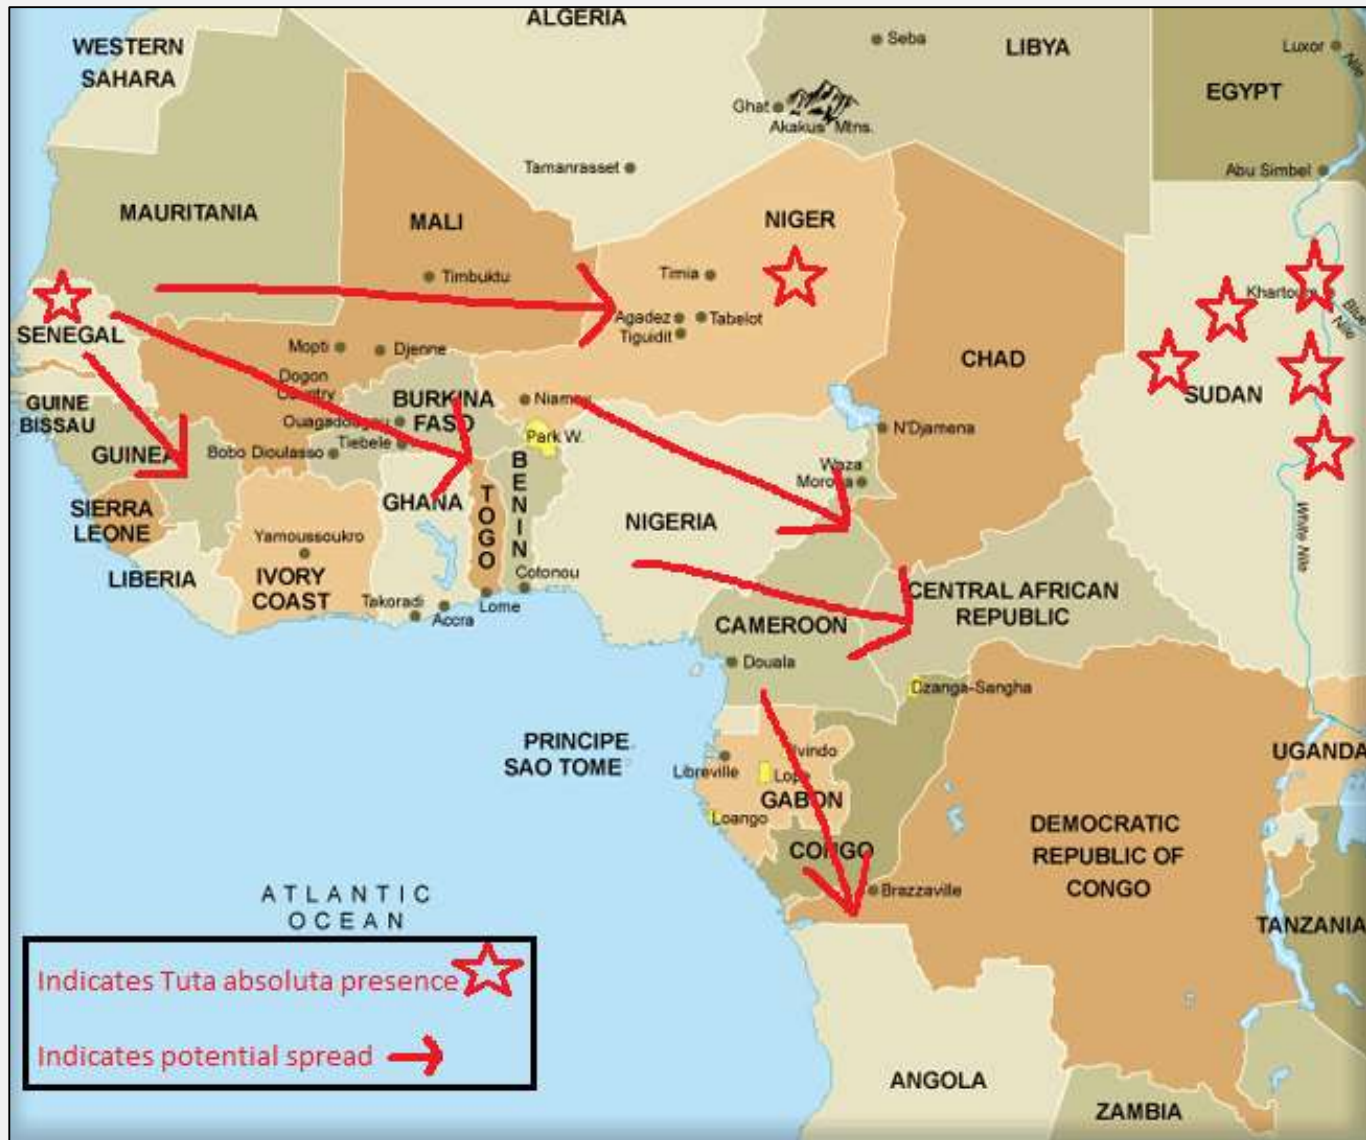 ALGERIA
WESTERN
SAHARA
Seba
LIBYA
Luxor
Nile
EGYPT
Ghat
Akakus Mtns.
Tamanrasset
Abu Simbel
MAURITANIA
MALI
NIGER
Timbuktu
Timia
Khartoum
Blue
Nile
SENEGAL
Agadez
Tabelot
Tiguidit
Mopti
Djenne
CHAD
Dogon
Country
SUDAN
GUINE
BISSAU
BURKINA
FASO
Niamey
Ouagadougou
Tiebele
Park W.
N'Djamena
GUINEA
Bobo Dioulasso
BENIN
Waza
SIERRA
LEONE
GHANA
TOGO
NIGERIA
White Nile
Yamoussoukro
LIBERIA
IVORY
COAST
Cotonou
Takoradi
Accra
Lome
CENTRAL AFRICAN
REPUBLIC
CAMEROON
Douala
Dzanga-Sangha
PRINCIPE
SAO TOME
Libreville
Ivindo
Lope
GABON
UGANDA
Loango
CONGO
DEMOCRATIC
REPUBLIC OF
CONGO
Brazzaville
ATLANTIC
OCEAN
TANZANIA
Indicates Tuta absoluta presence
Indicates potential spread
ANGOLA
ZAMBIA